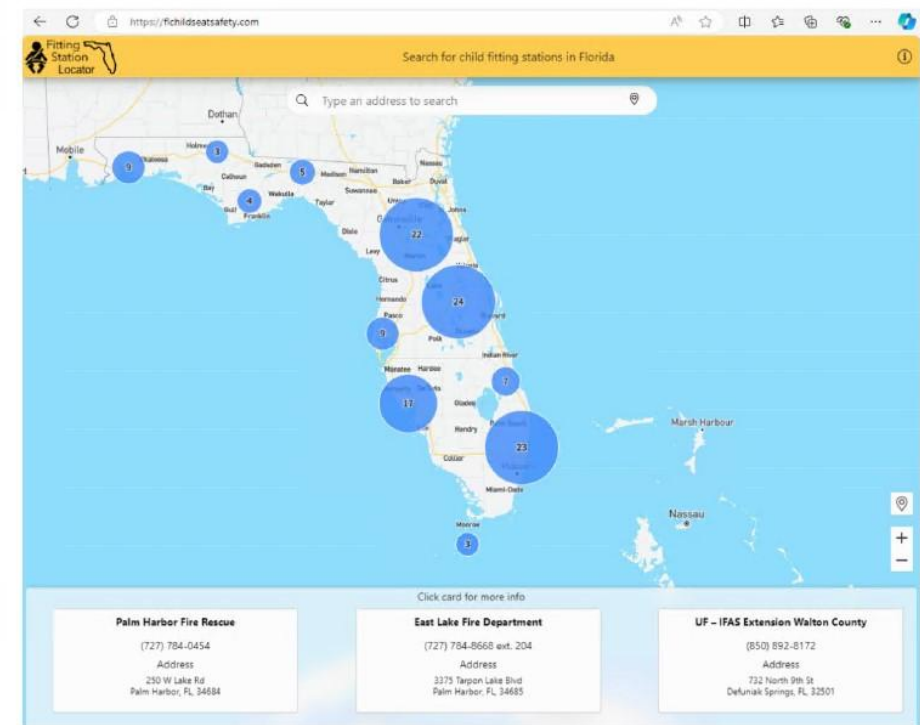 https://flchildseatsafety.com
Fitting
Station
Locator
Search for child fitting stations in Florida
Type an address to search
Dothan
Mobile
Holmes
3
9
Okaloosa
Gadsden
5
Madison
Hamilton
Nassau
Calhoun
Baker
Duval
Bay
4
Wakulla
Suwannee
Gulf
Franklin
Taylor
Dixie
22
Levy
Citrus
Hernando
24
Pasco
9
Polk
Indian River
Manatee
Hardee
7
17
Glades
Hendry
Marsh Harbour
23
Collier
Miami-Dade
Nassau
Monroe
3
Click card for more info
Palm Harbor Fire Rescue
(727) 784-0454
Address
250 W Lake Rd
Palm Harbor, FL, 34684
East Lake Fire Department
(727) 784-8668 ext. 204
Address
3375 Tarpon Lake Blvd
Palm Harbor, FL, 34685
UF – IFAS Extension Walton County
(850) 892-8172
Address
732 North 9th St
Defuniak Springs, FL, 32501